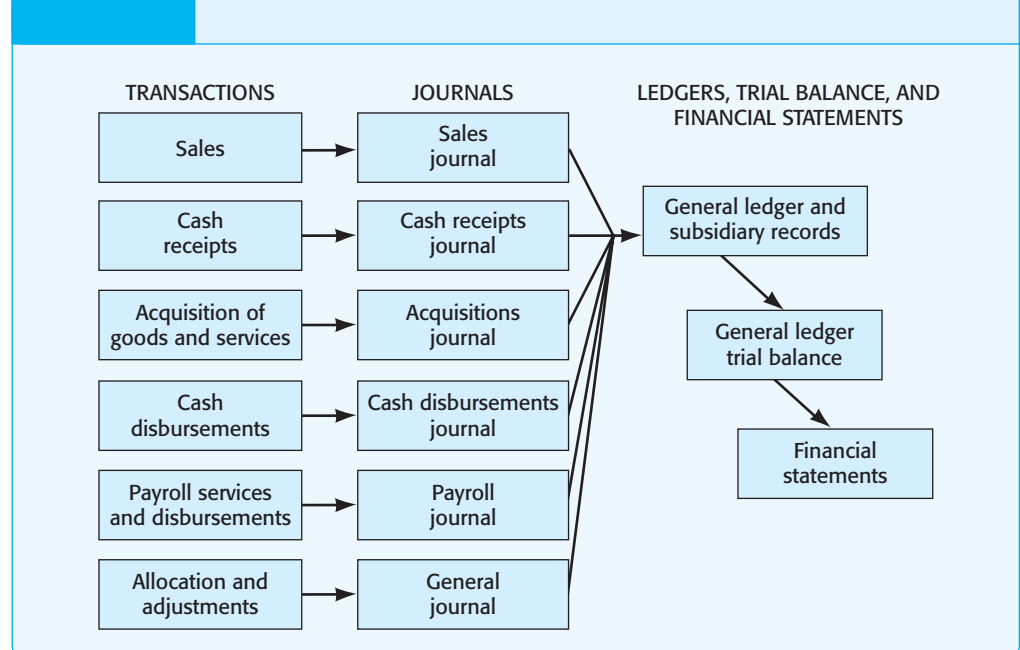 TRANSACTIONS
JOURNALS
LEDGERS, TRIAL BALANCE, AND
FINANCIAL STATEMENTS
Sales
Sales
journal
Cash
receipts
Cash receipts
journal
Acquisition of
goods and services
Acquisitions
journal
Cash
disbursements
Cash disbursements
journal
Payroll services
and disbursements
Payroll
journal
Allocation and
adjustments
General
journal
General ledger and
subsidiary records
General ledger
trial balance
Financial
statements